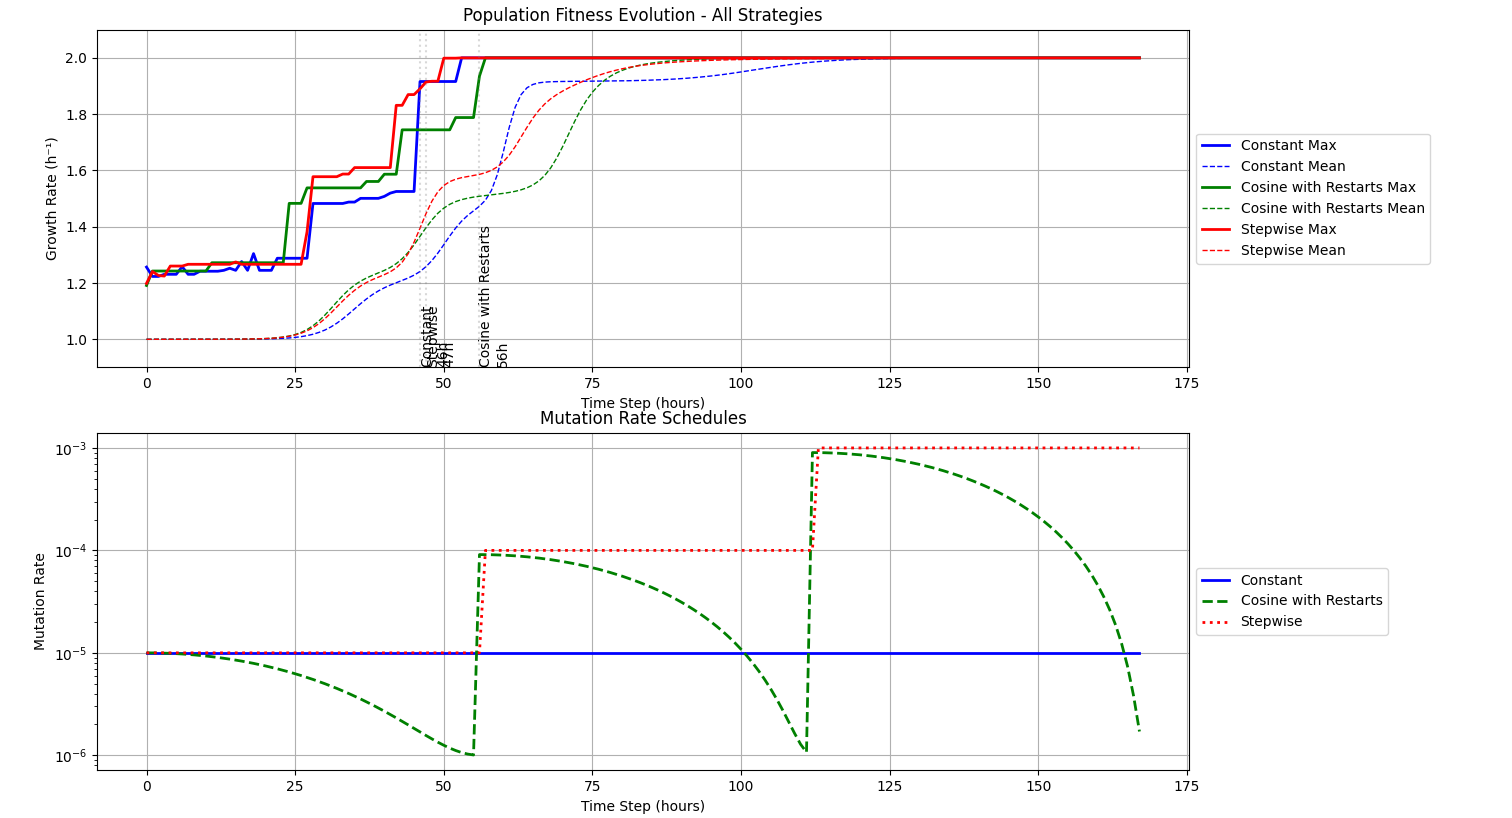 Population Fitness Evolution - All Strategies
Growth Rate (h⁻¹)
2.0
1.8
1.6
1.4
1.2
1.0
Constant
46h
Stepwise
47h
Cosine with Restarts
56h
0 25 50 75 100 125 150 175
Time Step (hours)
Constant Max
Constant Mean
Cosine with Restarts Max
Cosine with Restarts Mean
Stepwise Max
Stepwise Mean
Mutation Rate Schedules
Mutation Rate
10⁻³
10⁻⁴
10⁻⁵
10⁻⁶
0 25 50 75 100 125 150 175
Time Step (hours)
Constant
Cosine with Restarts
Stepwise